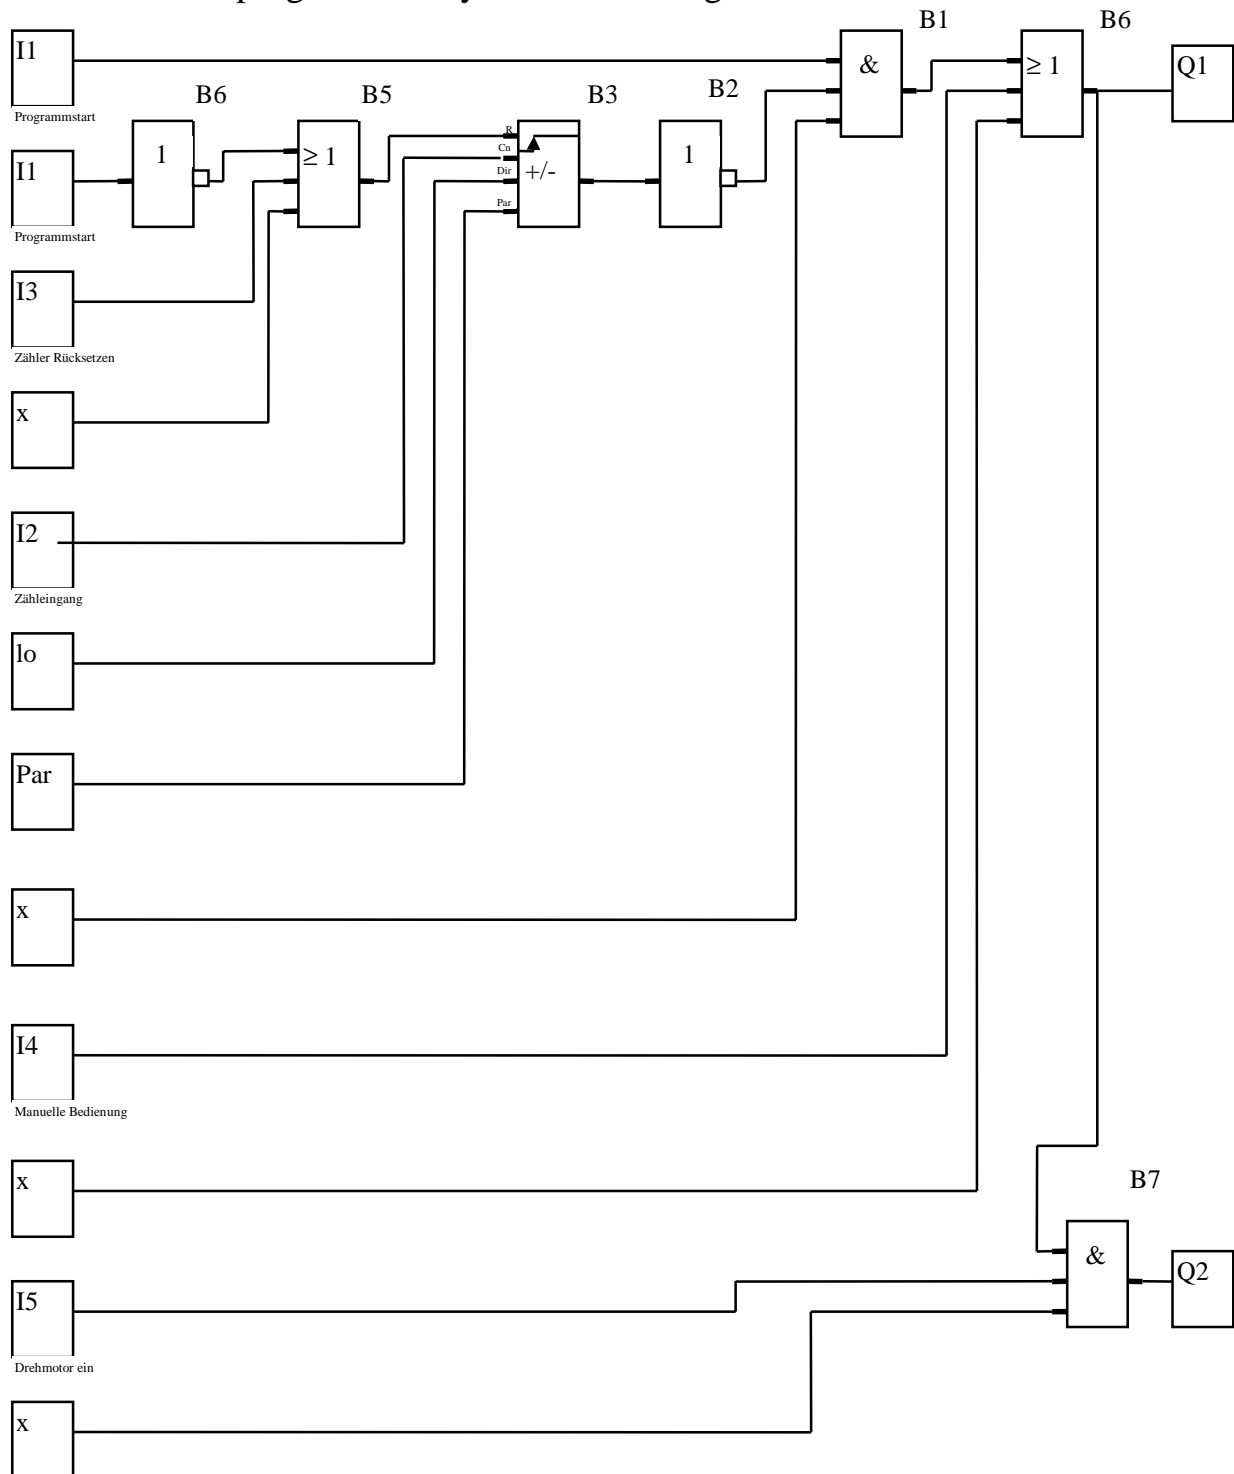 B1
B6
I1
&
≥ 1
Q1
Programmstart
B6
B5
B3
B2
I1
1
≥ 1
R
Cn
Dir
Par
+/-
1
Programmstart
I3
Zähler Rücksetzen
x
I2
Zähleingang
lo
Par
x
I4
Manuelle Bedienung
x
B7
&
Q2
I5
Drehmotor ein
x